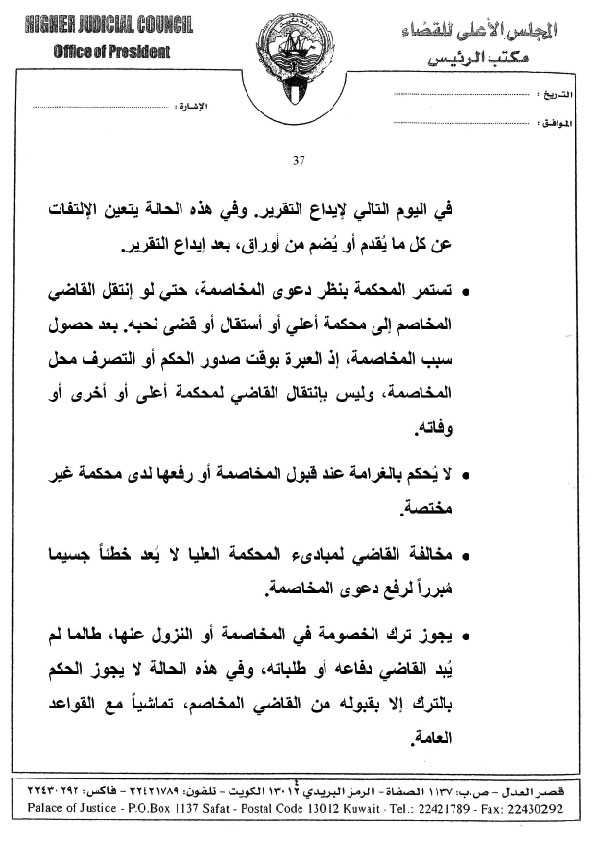 HIGHER JUDICIAL COUNCIL
Office of President
المجلس الأعلى للقضاء
مكتب الرئيس
التاريخ :
الموافق :
الإشارة :
37
في اليوم التالي لإيداع التقرير. وفي هذه الحالة يتعين الإلتفات
عن كل ما يُقدم أو يُضم من أوراق، بعد إيداع التقرير.
• تستمر المحكمة بنظر دعوى المخاصمة، حتي لو إنتقل القاضي
المخاصم إلى محكمة أعلي أو أستقال أو قضى نحبه. بعد حصول
سبب المخاصمة، إذ العبرة بوقت صدور الحكم أو التصرف محل
المخاصمة، وليس بإنتقال القاضي لمحكمة أعلى أو أخرى أو
وفاته.
• لا يُحكم بالغرامة عند قبول المخاصمة أو رفعها لدى محكمة غير
مختصة.
• مخالفة القاضي لمبادىء المحكمة العليا لا يُعد خطئاً جسيما
مُبرراً لرفع دعوى المخاصمة.
• يجوز ترك الخصومة في المخاصمة أو النزول عنها، طالما لم
يُبد القاضي دفاعه أو طلباته، وفي هذه الحالة لا يجوز الحكم
بالترك إلا بقبوله من القاضي المخاصم، تماشياً مع القواعد
العامة.
قصر العدل - ص.ب: ١١٣٧ الصفاة - الرمز البريدي ١٣٠١٢ الكويت - تلفون: ٢٢٤٢١٧٨٩ - فاكس: ٢٢٤٣٠٢٩٢
Palace of Justice - P.O.Box 1137 Safat - Postal Code 13012 Kuwait - Tel.: 22421789 - Fax: 22430292